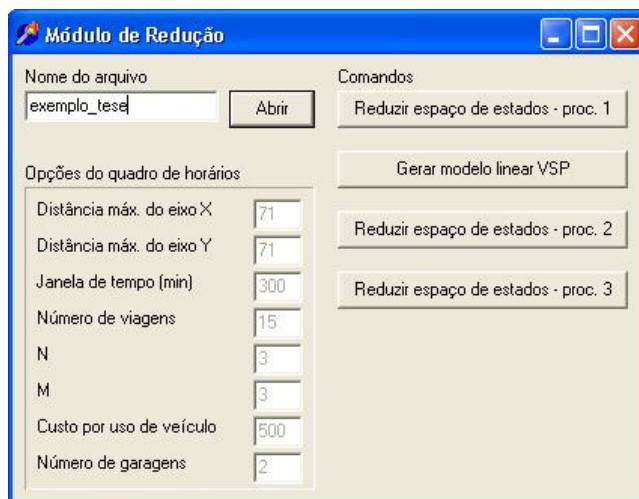 Módulo de Redução
Nome do arquivo
exemplo_tese
Abrir
Opções do quadro de horários
Distância máx. do eixo X 71
Distância máx. do eixo Y 71
Janela de tempo (min) 300
Número de viagens 15
N 3
M 3
Custo por uso de veículo 500
Número de garagens 2
Comandos
Reduzir espaço de estados - proc. 1
Gerar modelo linear VSP
Reduzir espaço de estados - proc. 2
Reduzir espaço de estados - proc. 3